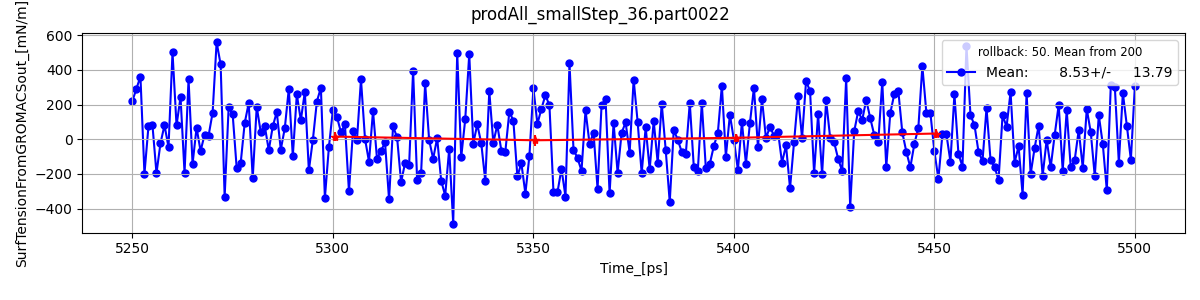 prodAll_smallStep_36.part0022
SurfTensionFromGROMACSout_[mN/m]
600
400
200
0
−200
−400
rollback: 50. Mean from 200
Mean: 8.53+/- 13.79
5250
5300
5350
5400
5450
5500
Time_[ps]